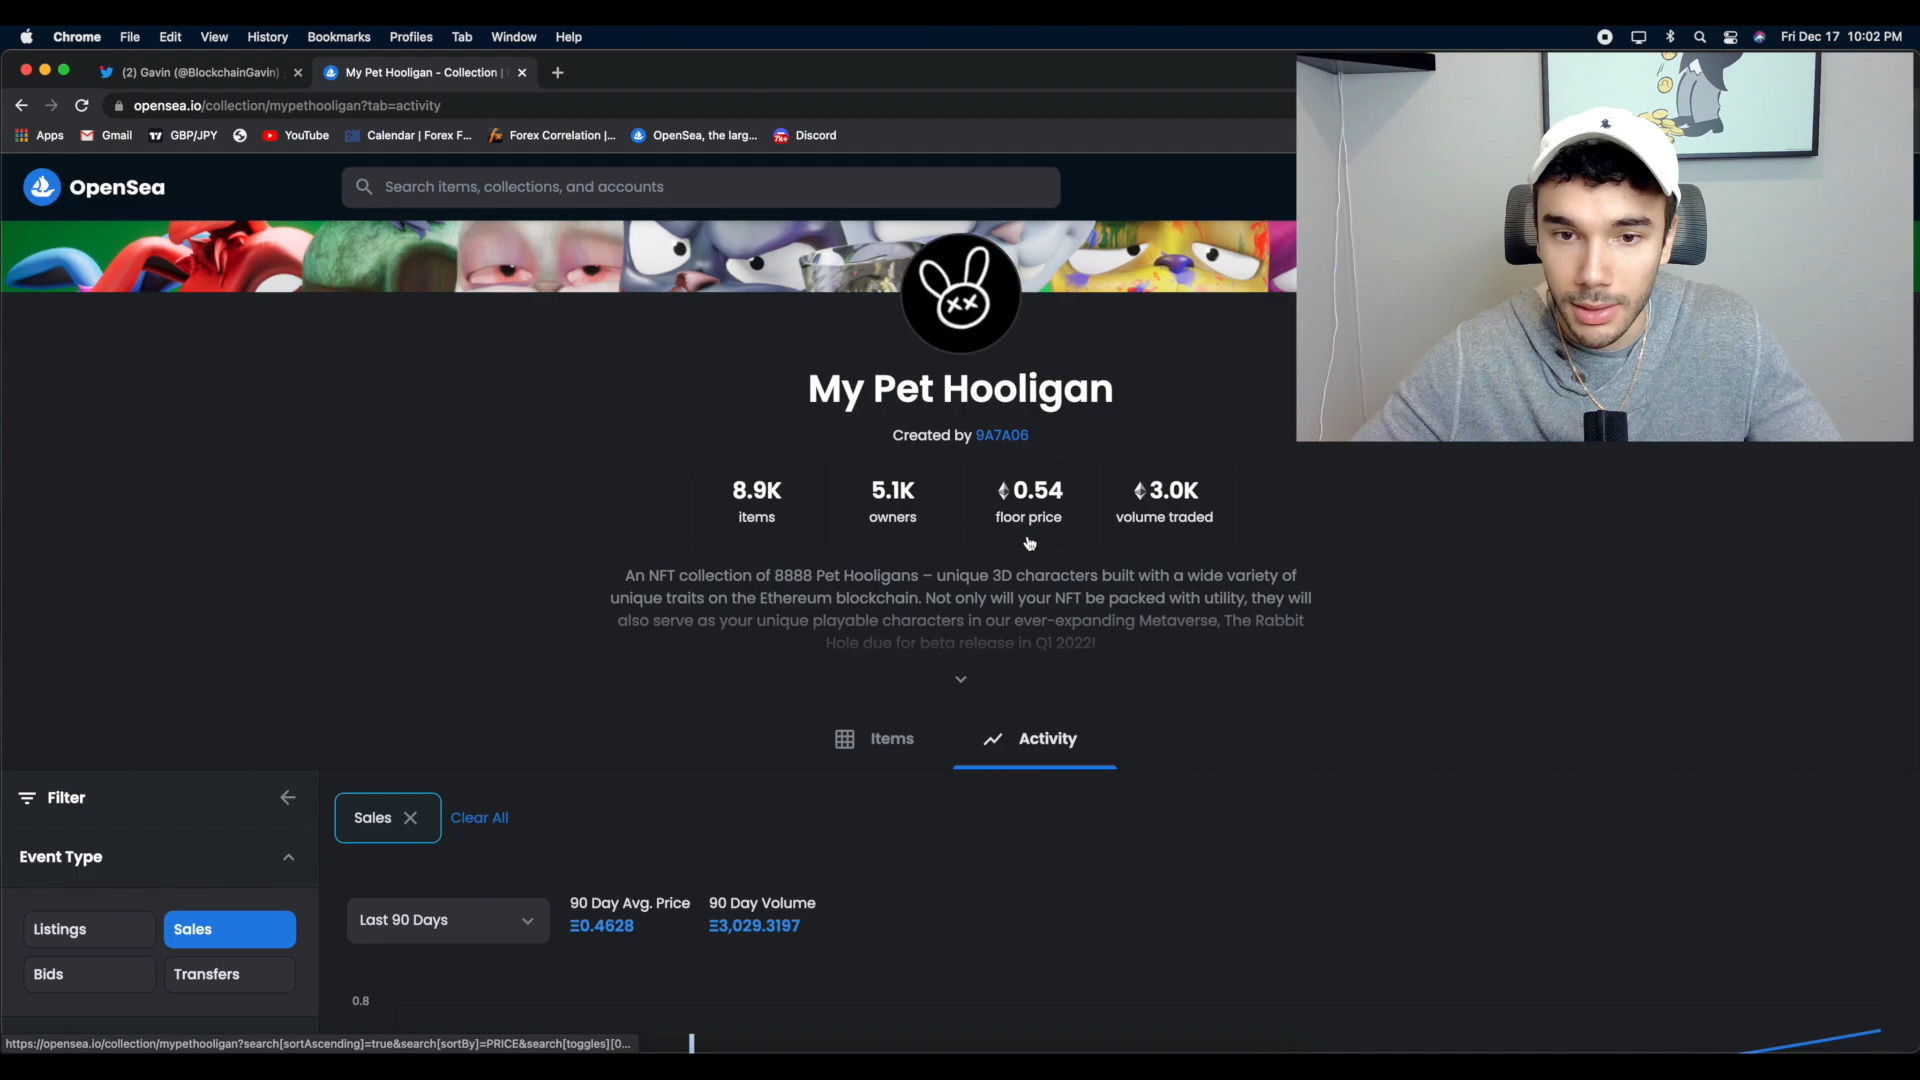 Chrome File Edit View History Bookmarks Profiles Tab Window Help Fri Dec 17 10:02 PM
(2) Gavin (@BlockchainGavin) My Pet Hooligan - Collection |
opensea.io/collection/mypethooligan?tab=activity
Apps Gmail GBP/JPY YouTube Calendar | Forex F... Forex Correlation |... OpenSea, the larg... 7k+ Discord
OpenSea Search items, collections, and accounts
My Pet Hooligan
Created by 9A7A06
8.9K 5.1K 0.54 3.0K
items owners floor price volume traded
An NFT collection of 8888 Pet Hooligans – unique 3D characters built with a wide variety of
unique traits on the Ethereum blockchain. Not only will your NFT be packed with utility, they will
also serve as your unique playable characters in our ever-expanding Metaverse, The Rabbit
Hole due for beta release in Q1 2022!
Items Activity
Filter
Sales Clear All
Event Type
Last 90 Days
90 Day Avg. Price 90 Day Volume
Ξ0.4628 Ξ3,029.3197
Listings Sales
Bids Transfers
0.8
https://opensea.io/collection/mypethooligan?search[sortAscending]=true&search[sortBy]=PRICE&search[toggles][0...